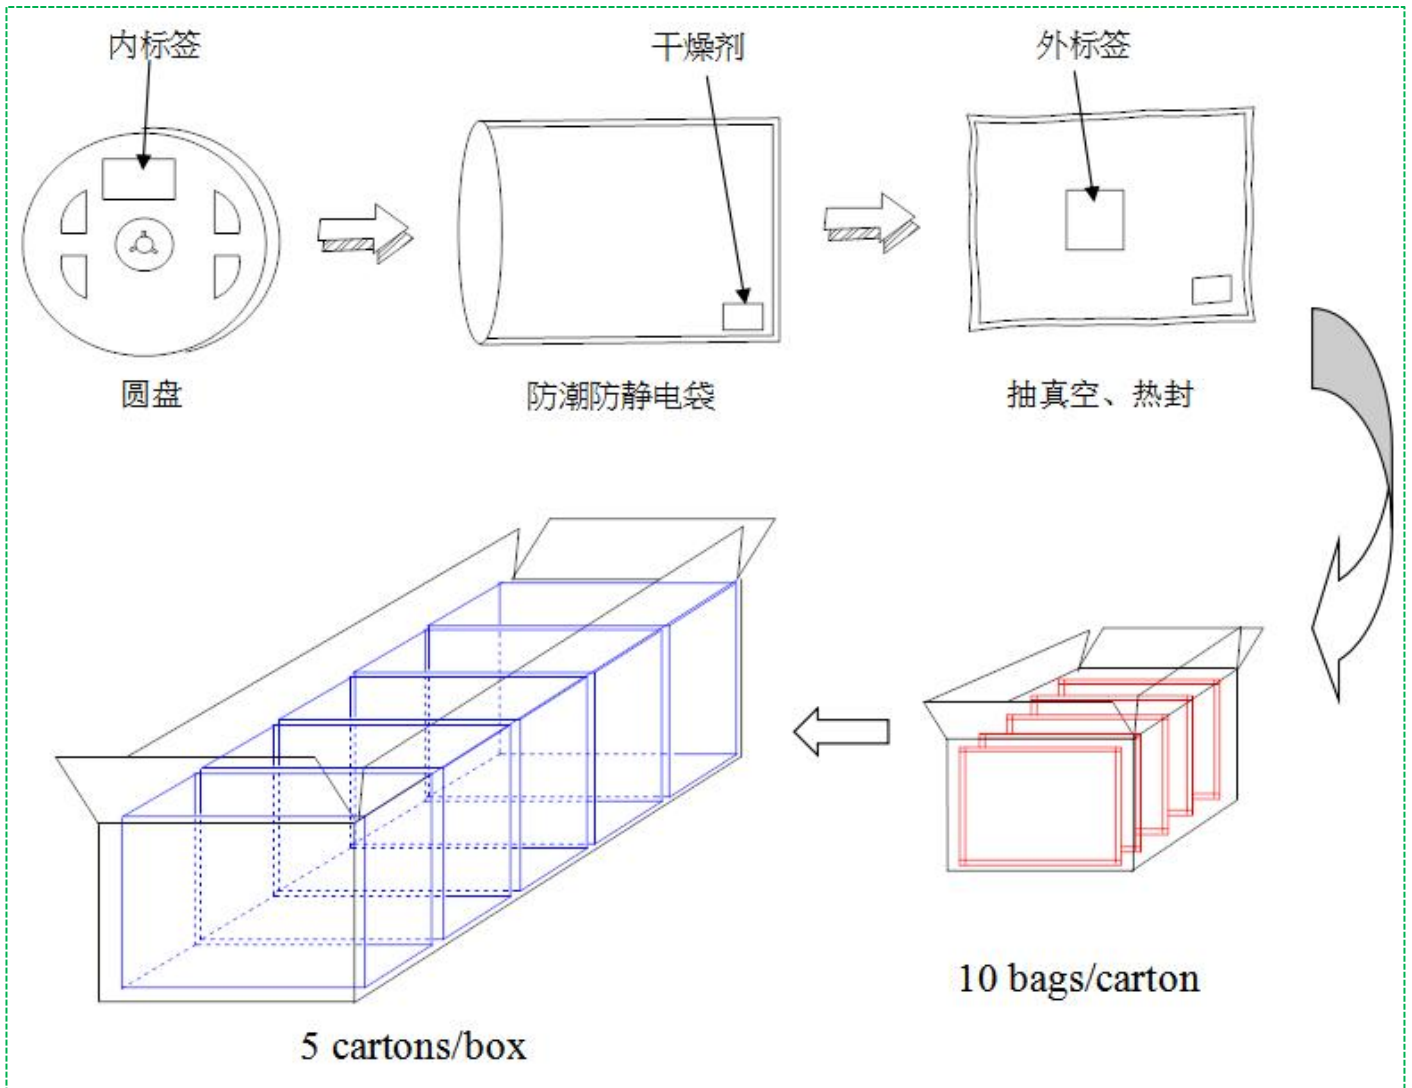 内标签
干燥剂
外标签
圆盘
防潮防静电袋
抽真空、热封
10 bags/carton
5 cartons/box